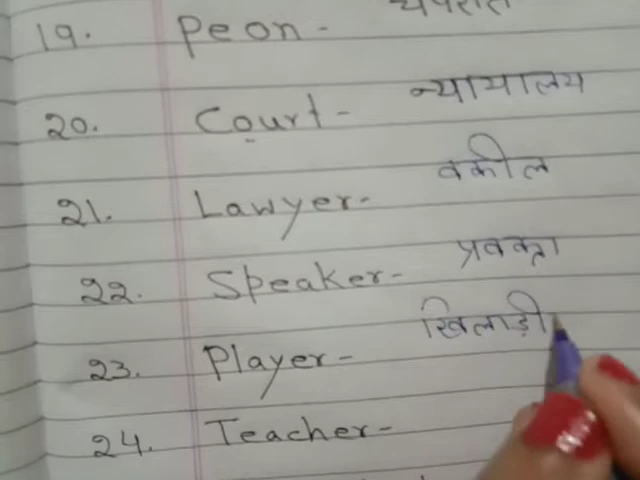 19. Peon -
20. Court - न्यायालय
21. Lawyer - वकील
22. Speaker - प्रवक्ता
23. Player - खिलाड़ी
24. Teacher -